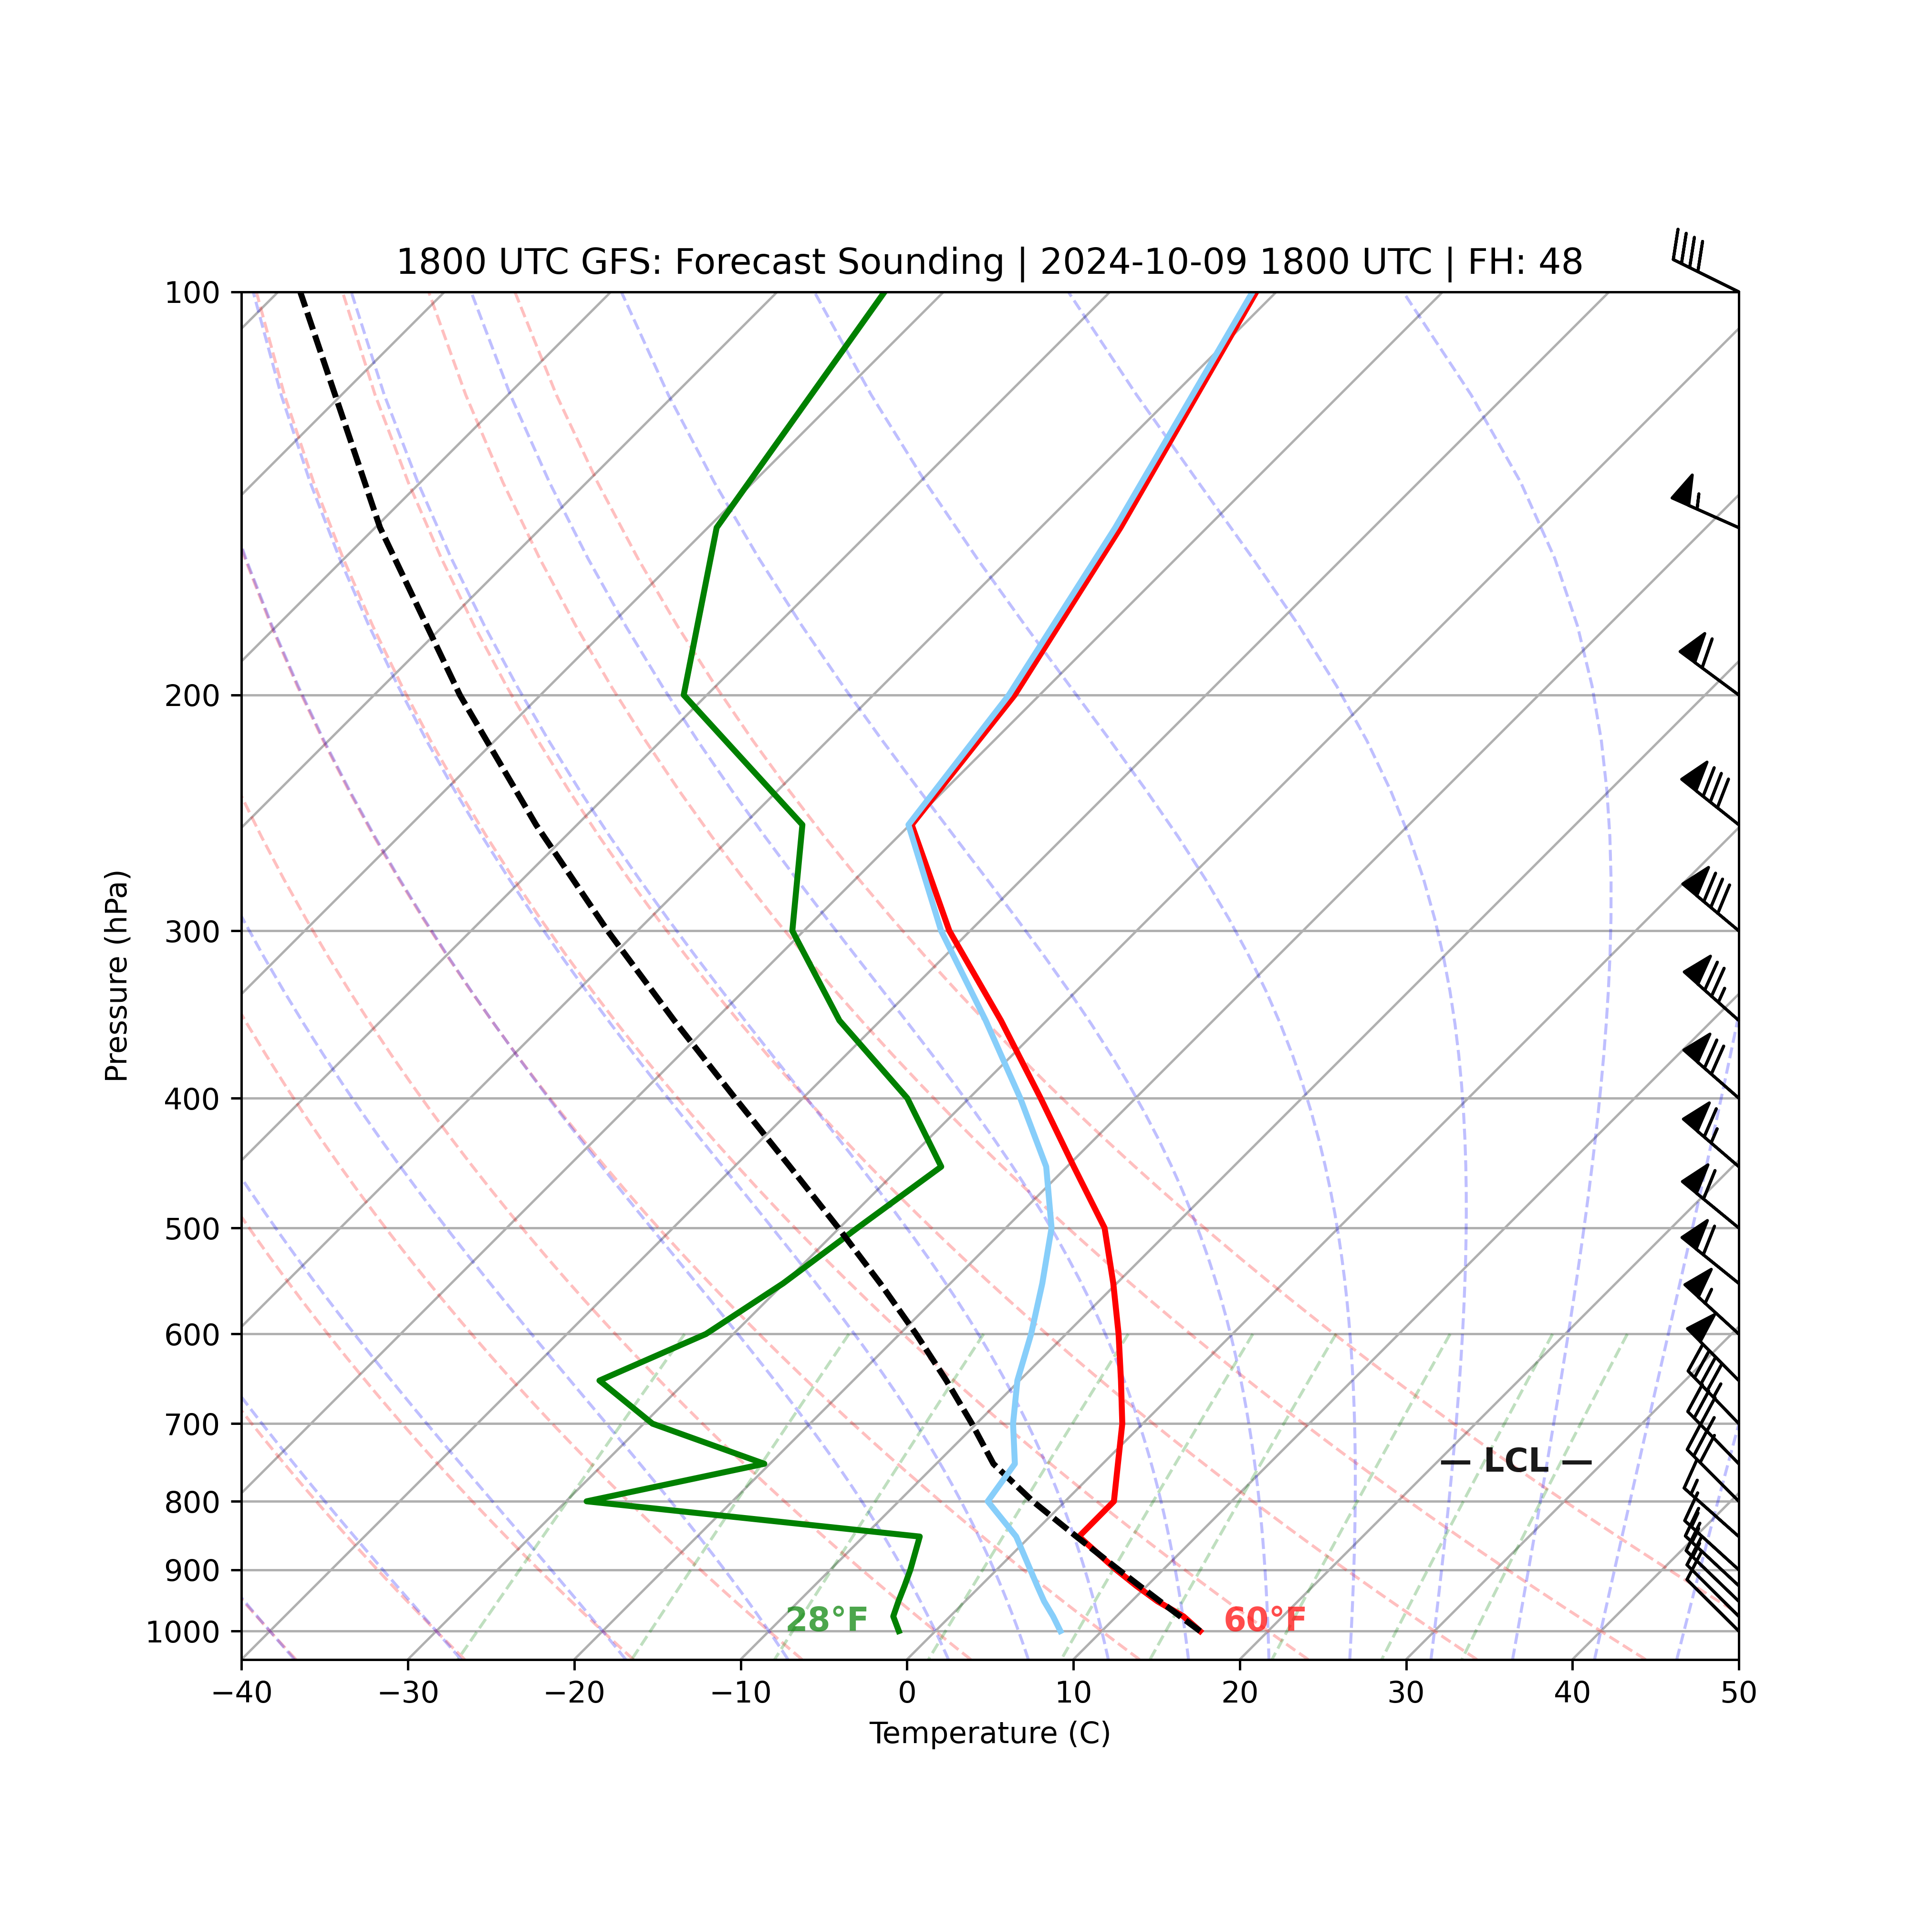 1800 UTC GFS: Forecast Sounding | 2024-10-09 1800 UTC | FH: 48
100
200
300
400
500
600
700
800
900
1000
Pressure (hPa)
— LCL —
28°F
60°F
−40 −30 −20 −10 0 10 20 30 40 50
Temperature (C)